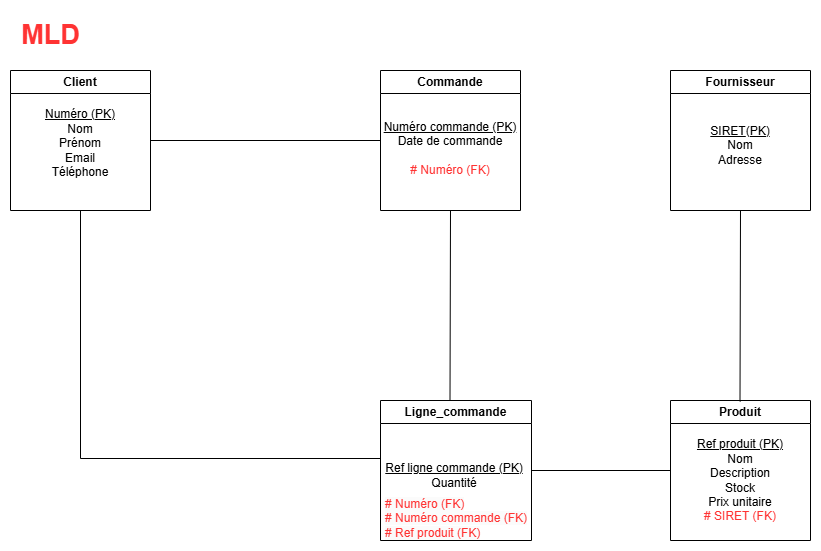 MLD
Client
Numéro (PK)
Nom
Prénom
Email
Téléphone
Commande
Numéro commande (PK)
Date de commande
# Numéro (FK)
Fournisseur
SIRET(PK)
Nom
Adresse
Ligne_commande
Ref ligne commande (PK)
Quantité
# Numéro (FK)
# Numéro commande (FK)
# Ref produit (FK)
Produit
Ref produit (PK)
Nom
Description
Stock
Prix unitaire
# SIRET (FK)